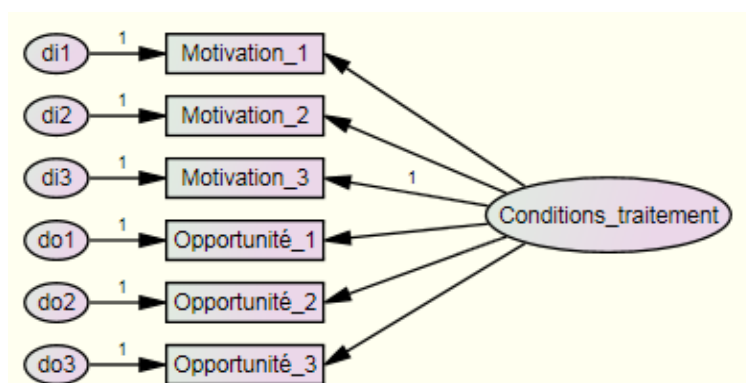 di1 1 Motivation_1
di2 1 Motivation_2
di3 1 Motivation_3 1
Conditions_traitement
do1 1 Opportunité_1
do2 1 Opportunité_2
do3 1 Opportunité_3